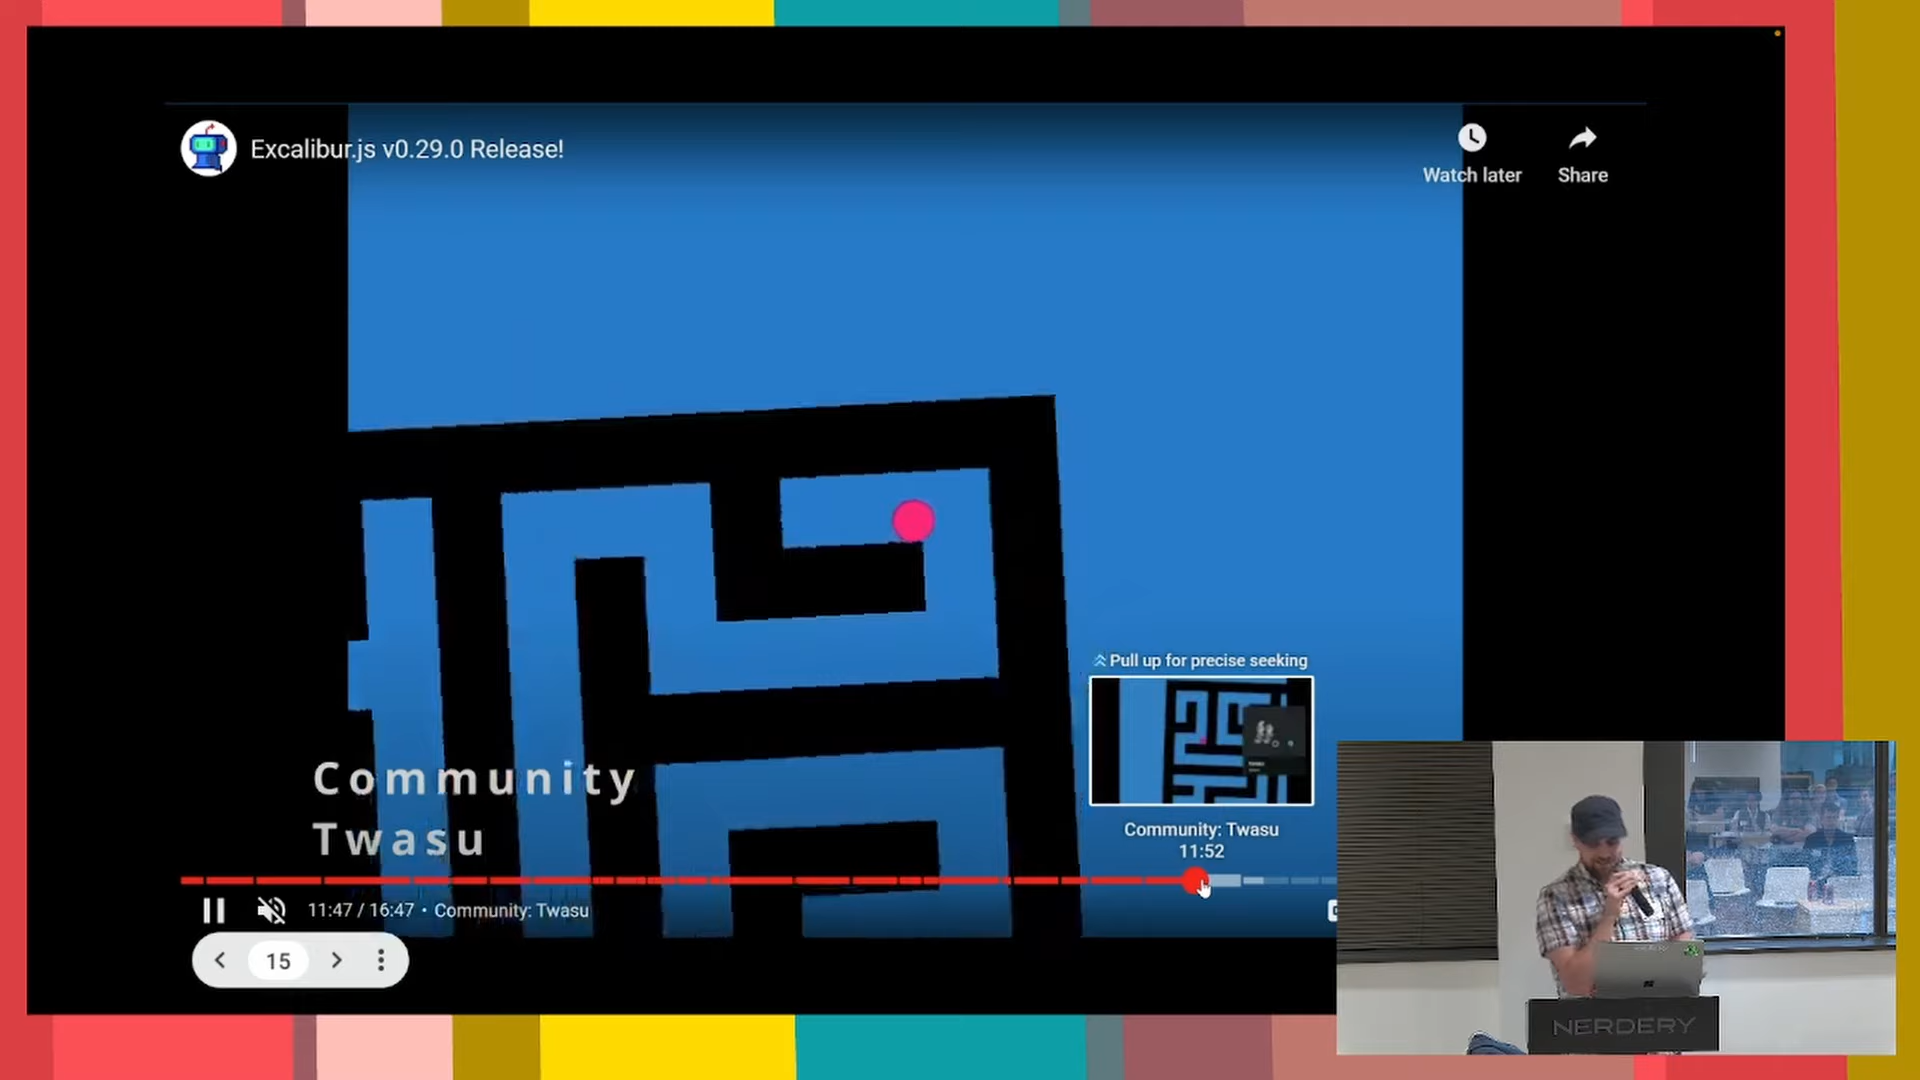 Excalibur.js v0.29.0 Release!
Watch later
Share
Pull up for precise seeking
Community
Twasu
Community: Twasu
11:52
11:47 / 16:47 • Community: Twasu
15
NERDERY